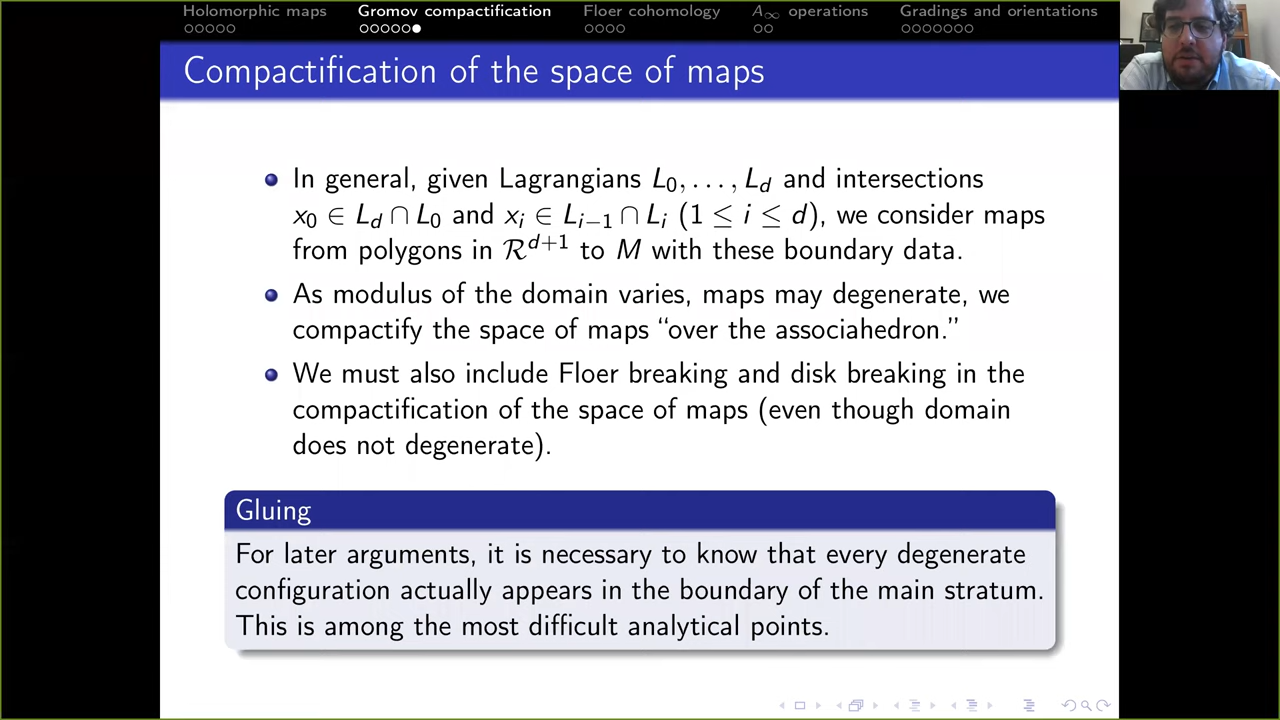 Holomorphic maps Gromov compactification Floer cohomology A∞ operations Gradings and orientations
Compactification of the space of maps
In general, given Lagrangians L₀, . . . , L_d and intersections
x₀ ∈ L_d ∩ L₀ and xᵢ ∈ Lᵢ₋₁ ∩ Lᵢ (1 ≤ i ≤ d), we consider maps
from polygons in ℛ^{d+1} to M with these boundary data.
As modulus of the domain varies, maps may degenerate, we
compactify the space of maps “over the associahedron.”
We must also include Floer breaking and disk breaking in the
compactification of the space of maps (even though domain
does not degenerate).
Gluing
For later arguments, it is necessary to know that every degenerate
configuration actually appears in the boundary of the main stratum.
This is among the most difficult analytical points.